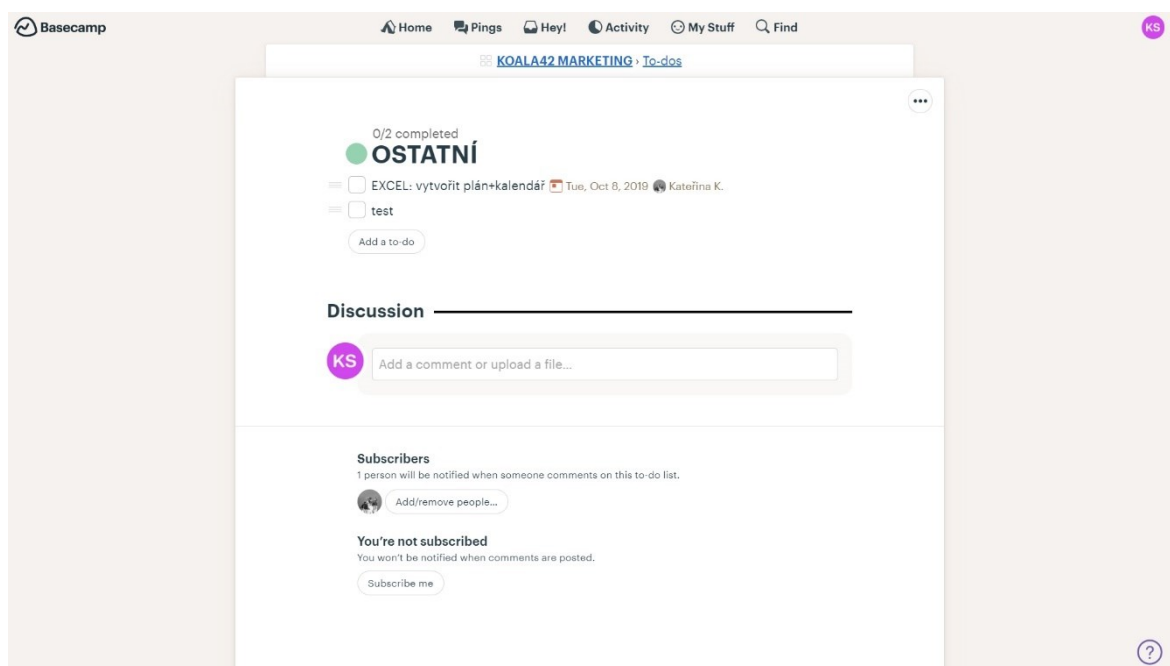 Basecamp Home Pings Hey! Activity My Stuff Find KS
KOALA42 MARKETING › To-dos
0/2 completed
OSTATNÍ
EXCEL: vytvořit plán+kalendář Tue, Oct 8, 2019 Kateřina K.
test
Add a to-do
Discussion
KS Add a comment or upload a file...
Subscribers
1 person will be notified when someone comments on this to-do list.
Add/remove people...
You're not subscribed
You won't be notified when comments are posted.
Subscribe me
?